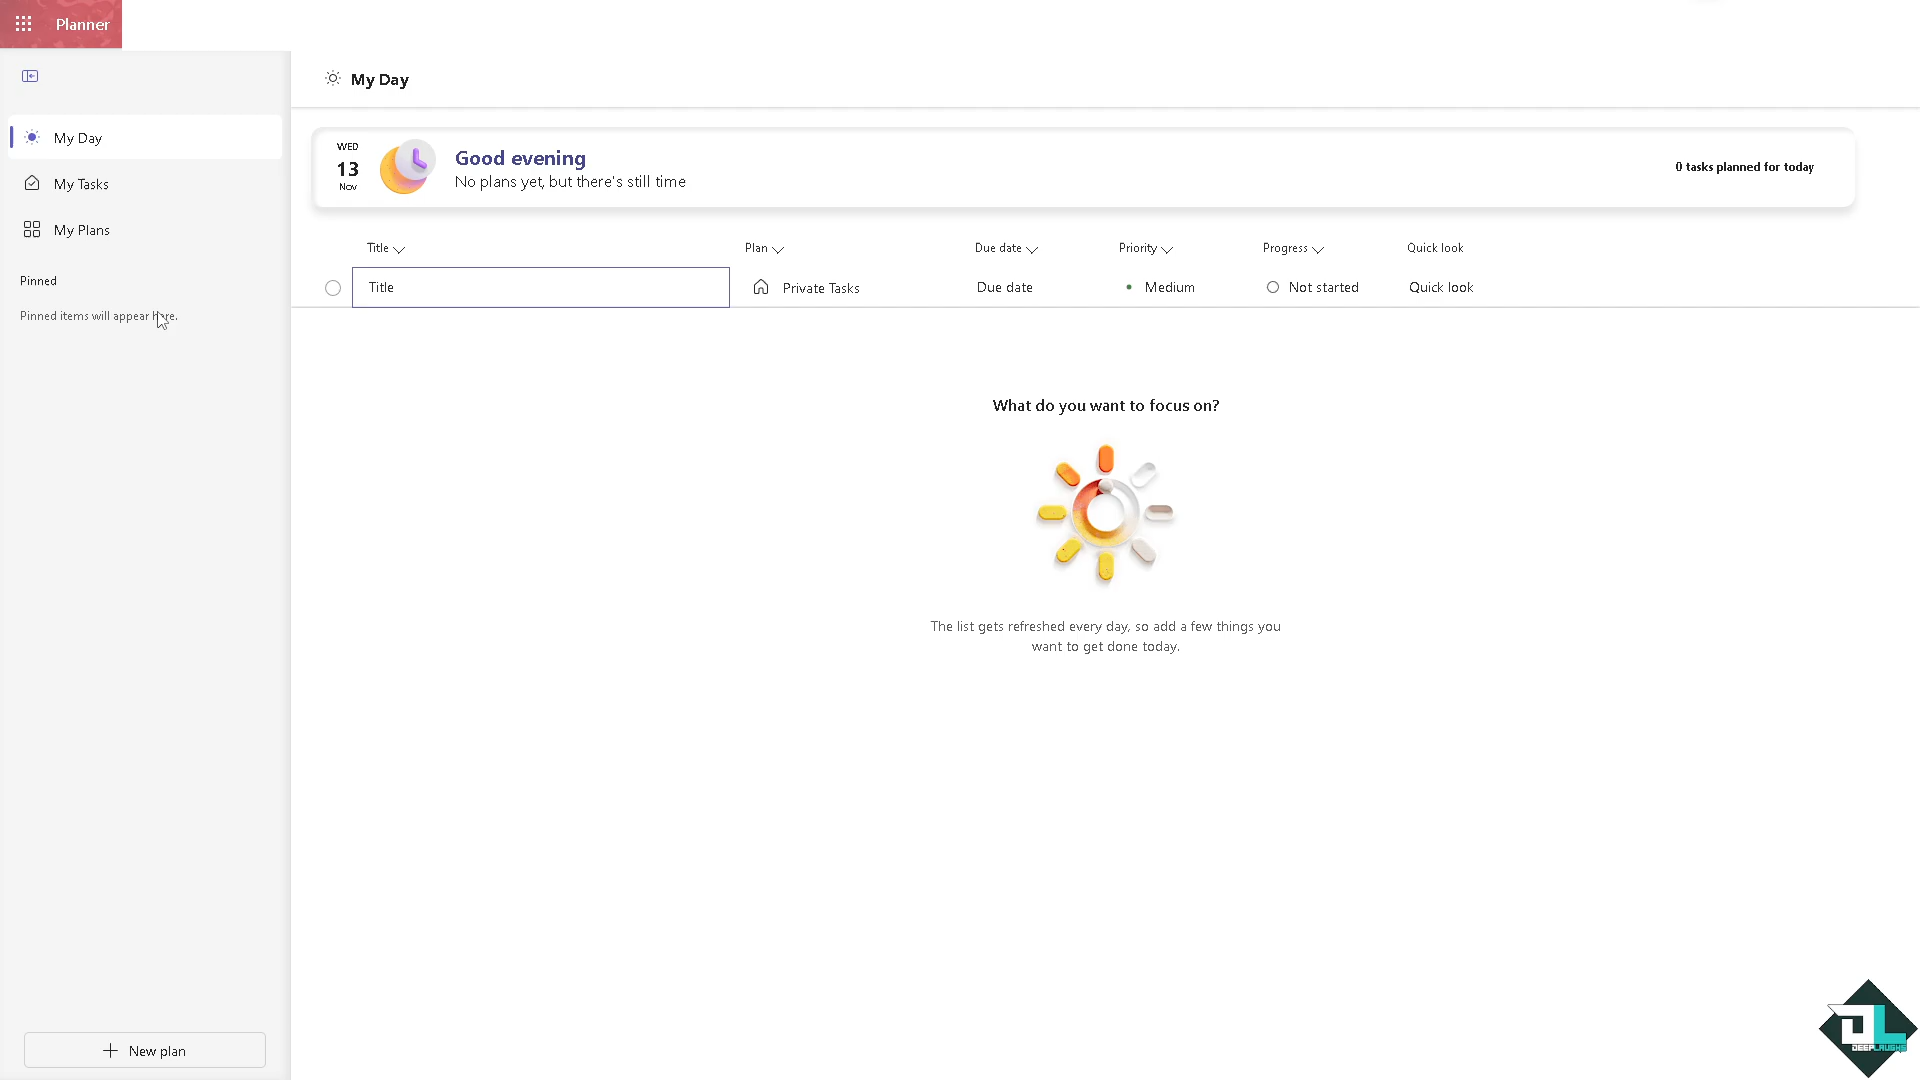 Planner
My Day
My Tasks
My Plans
Pinned
Pinned items will appear here.
New plan
My Day
WED
13
Nov
Good evening
No plans yet, but there's still time
0 tasks planned for today
Title Plan Due date Priority Progress Quick look
Title Private Tasks Due date Medium Not started Quick look
What do you want to focus on?
The list gets refreshed every day, so add a few things you
want to get done today.
DEEPLAUGHS